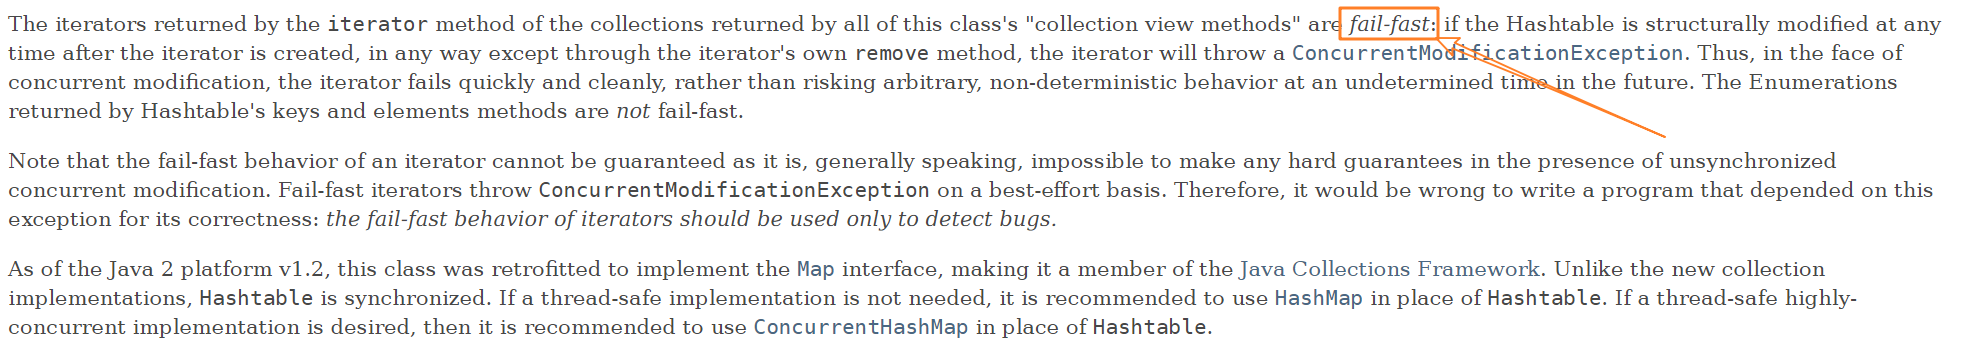 The iterators returned by the iterator method of the collections returned by all of this class's "collection view methods" are fail-fast: if the Hashtable is structurally modified at any
time after the iterator is created, in any way except through the iterator's own remove method, the iterator will throw a ConcurrentModificationException. Thus, in the face of
concurrent modification, the iterator fails quickly and cleanly, rather than risking arbitrary, non-deterministic behavior at an undetermined time in the future. The Enumerations
returned by Hashtable's keys and elements methods are not fail-fast.
Note that the fail-fast behavior of an iterator cannot be guaranteed as it is, generally speaking, impossible to make any hard guarantees in the presence of unsynchronized
concurrent modification. Fail-fast iterators throw ConcurrentModificationException on a best-effort basis. Therefore, it would be wrong to write a program that depended on this
exception for its correctness: the fail-fast behavior of iterators should be used only to detect bugs.
As of the Java 2 platform v1.2, this class was retrofitted to implement the Map interface, making it a member of the Java Collections Framework. Unlike the new collection
implementations, Hashtable is synchronized. If a thread-safe implementation is not needed, it is recommended to use HashMap in place of Hashtable. If a thread-safe highly-
concurrent implementation is desired, then it is recommended to use ConcurrentHashMap in place of Hashtable.